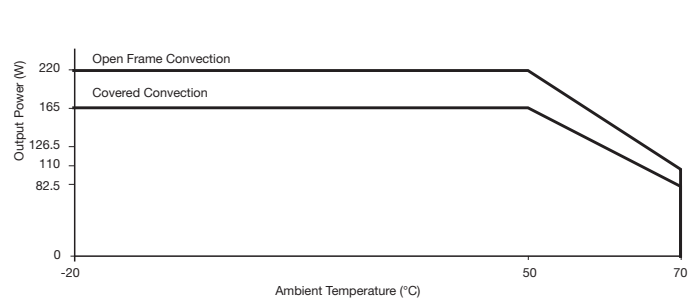 Open Frame Convection
220
Covered Convection
165
126.5
110
82.5
0
Output Power (W)
-20
50
70
Ambient Temperature (°C)